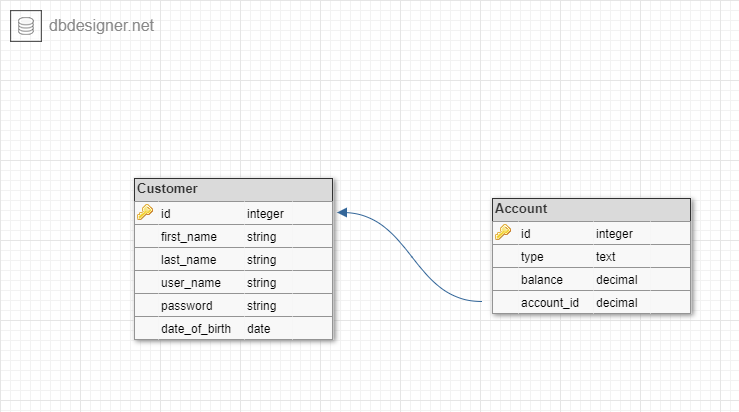 dbdesigner.net
Customer
id integer
first_name string
last_name string
user_name string
password string
date_of_birth date
Account
id integer
type text
balance decimal
account_id decimal